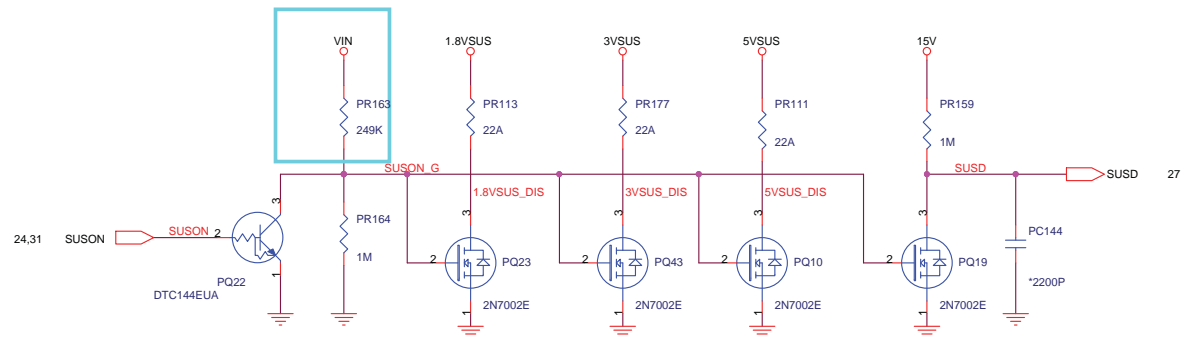 VIN
1.8VSUS
3VSUS
5VSUS
15V
PR163
249K
PR113
22A
PR177
22A
PR111
22A
PR159
1M
SUSON_G
SUSD
SUSD
27
1.8VSUS_DIS
3VSUS_DIS
5VSUS_DIS
24,31
SUSON
SUSON
2
3
1
PQ22
DTC144EUA
PR164
1M
3
2
1
PQ23
2N7002E
3
2
1
PQ43
2N7002E
3
2
1
PQ10
2N7002E
3
2
1
PQ19
2N7002E
PC144
*2200P